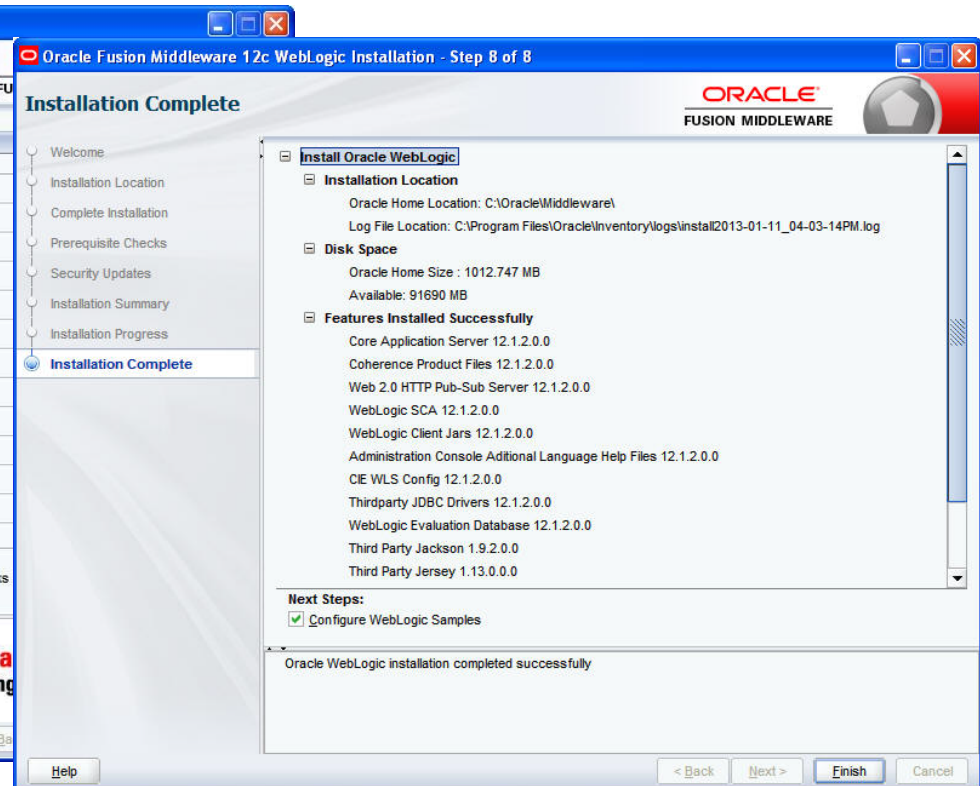 Oracle Fusion Middleware 12c WebLogic Installation - Step 8 of 8
Installation Complete
ORACLE
FUSION MIDDLEWARE
Welcome
Installation Location
Complete Installation
Prerequisite Checks
Security Updates
Installation Summary
Installation Progress
Installation Complete
Install Oracle WebLogic
Installation Location
Oracle Home Location: C:\Oracle\Middleware\
Log File Location: C:\Program Files\Oracle\Inventory\logs\install2013-01-11_04-03-14PM.log
Disk Space
Oracle Home Size : 1012.747 MB
Available: 91690 MB
Features Installed Successfully
Core Application Server 12.1.2.0.0
Coherence Product Files 12.1.2.0.0
Web 2.0 HTTP Pub-Sub Server 12.1.2.0.0
WebLogic SCA 12.1.2.0.0
WebLogic Client Jars 12.1.2.0.0
Administration Console Aditional Language Help Files 12.1.2.0.0
CIE WLS Config 12.1.2.0.0
Thirdparty JDBC Drivers 12.1.2.0.0
WebLogic Evaluation Database 12.1.2.0.0
Third Party Jackson 1.9.2.0.0
Third Party Jersey 1.13.0.0.0
Next Steps:
Configure WebLogic Samples
Oracle WebLogic installation completed successfully
Help
< Back
Next >
Finish
Cancel